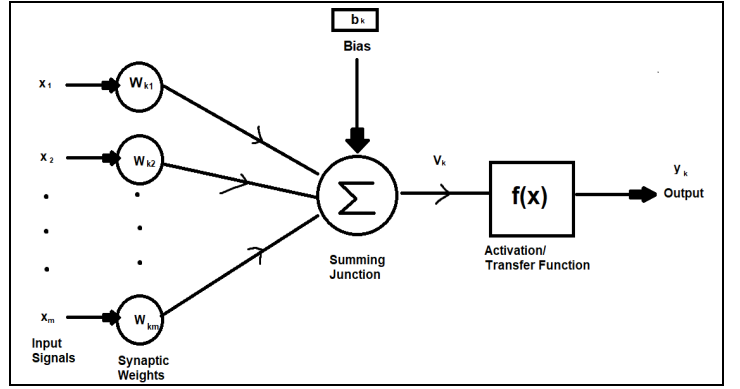 bk
Bias
x1
Wk1
x2
Wk2
Vk
f(x)
yk
Output
Σ
Activation/
Transfer Function
Summing
Junction
xm
Wkm
Input
Signals
Synaptic
Weights